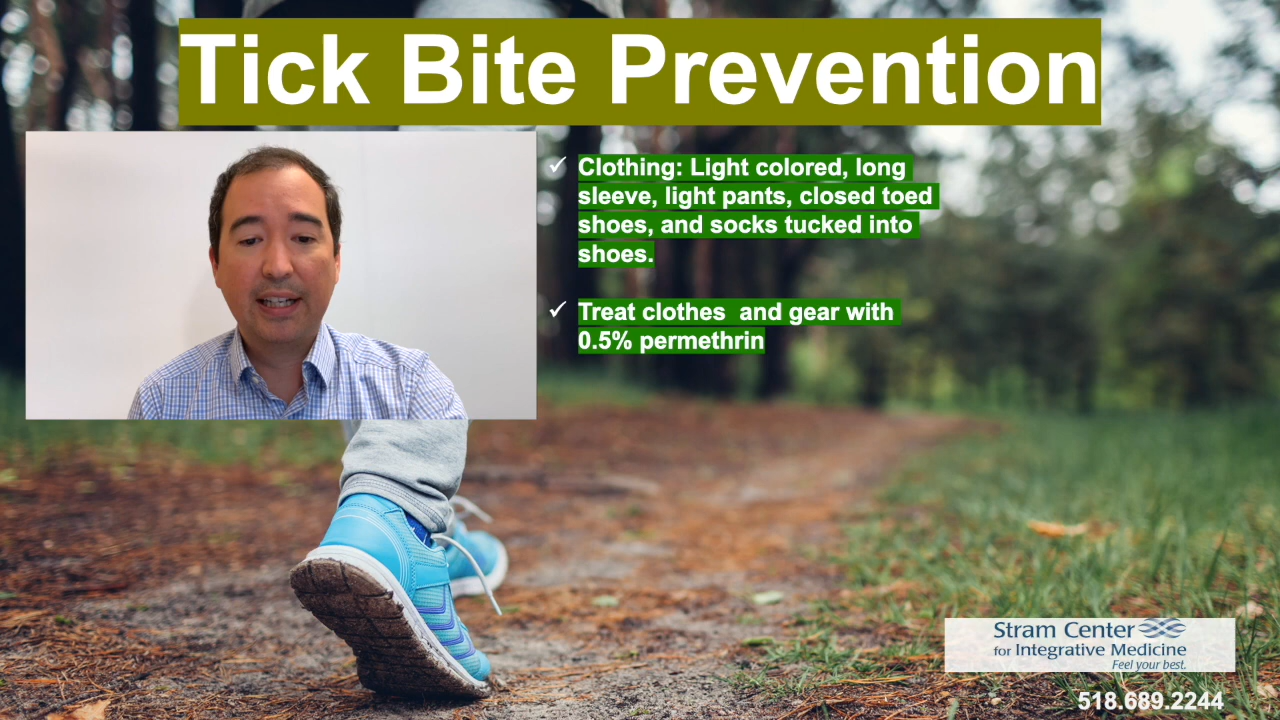 Tick Bite Prevention
✓ Clothing: Light colored, long
sleeve, light pants, closed toed
shoes, and socks tucked into
shoes.
✓ Treat clothes  and gear with
0.5% permethrin
Stram Center
for Integrative Medicine
Feel your best.
518.689.2244